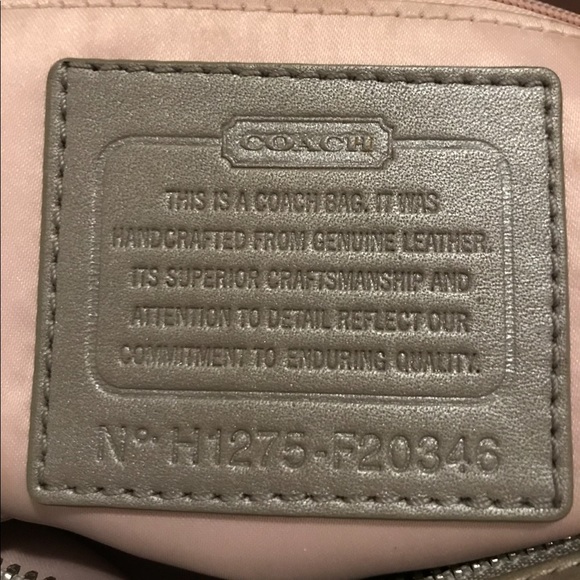 COACH
THIS IS A COACH BAG. IT WAS
HANDCRAFTED FROM GENUINE LEATHER.
ITS SUPERIOR CRAFTSMANSHIP AND
ATTENTION TO DETAIL REFLECT OUR
COMMITMENT TO ENDURING QUALITY.
Nº· H1275-F20346